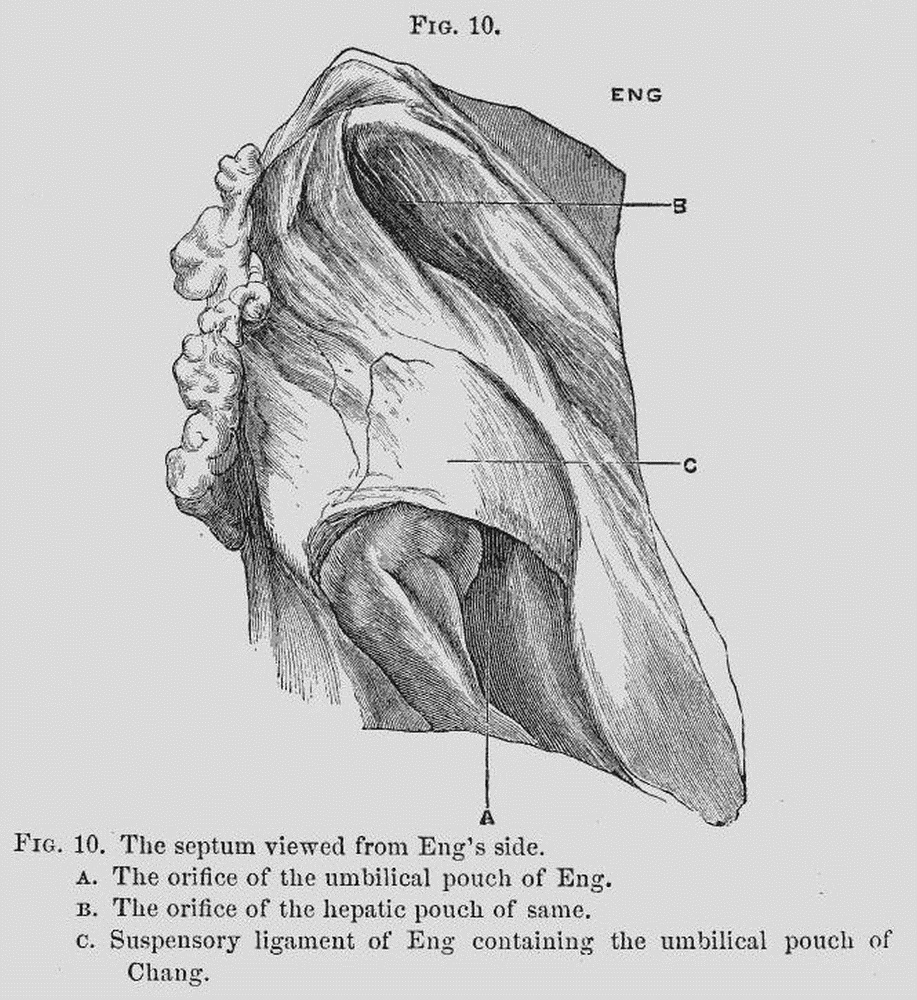 FIG. 10.
ENG
B
C
A
FIG. 10. The septum viewed from Eng's side.
A. The orifice of the umbilical pouch of Eng.
B. The orifice of the hepatic pouch of same.
C. Suspensory ligament of Eng containing the umbilical pouch of
Chang.